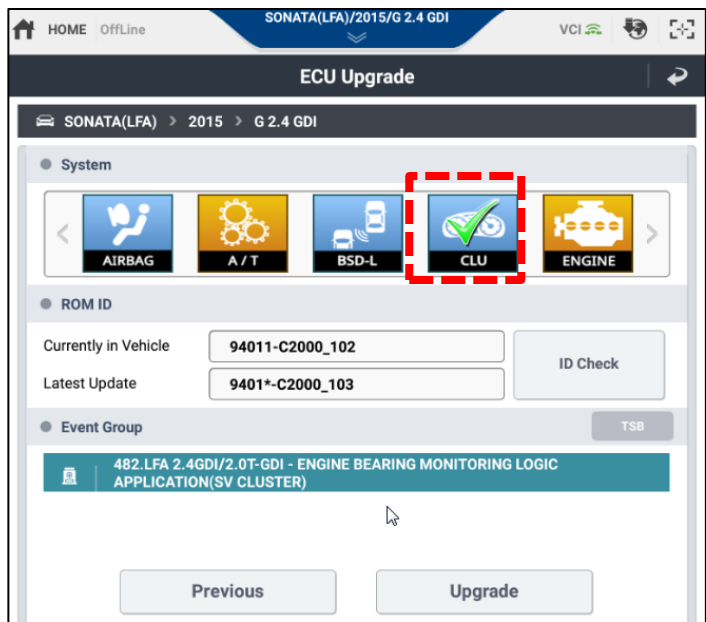 HOME OffLine
SONATA(LFA)/2015/G 2.4 GDI
VCI
ECU Upgrade
SONATA(LFA) > 2015 > G 2.4 GDI
System
AIRBAG
A / T
BSD-L
CLU
ENGINE
ROM ID
Currently in Vehicle 94011-C2000_102
Latest Update 9401*-C2000_103
ID Check
Event Group
TSB
482.LFA 2.4GDI/2.0T-GDI - ENGINE BEARING MONITORING LOGIC
APPLICATION(SV CLUSTER)
Previous
Upgrade